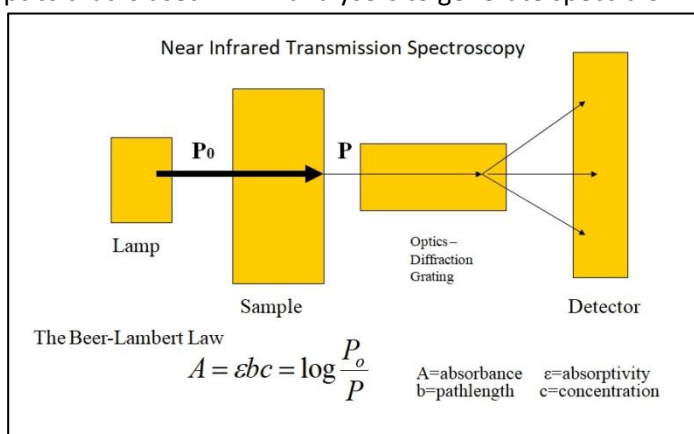 Near Infrared Transmission Spectroscopy
P₀
P
Lamp
Sample
Optics –
Diffraction
Grating
Detector
The Beer-Lambert Law
A = εbc = log P_o / P
A=absorbance ε=absorptivity
b=pathlength c=concentration